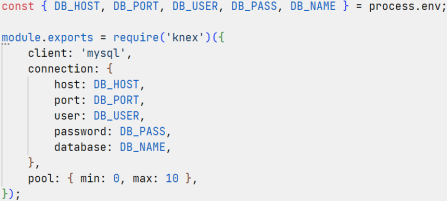 const { DB_HOST, DB_PORT, DB_USER, DB_PASS, DB_NAME } = process.env;

module.exports = require('knex')({
    client: 'mysql',
    connection: {
        host: DB_HOST,
        port: DB_PORT,
        user: DB_USER,
        password: DB_PASS,
        database: DB_NAME,
    },
    pool: { min: 0, max: 10 },
});